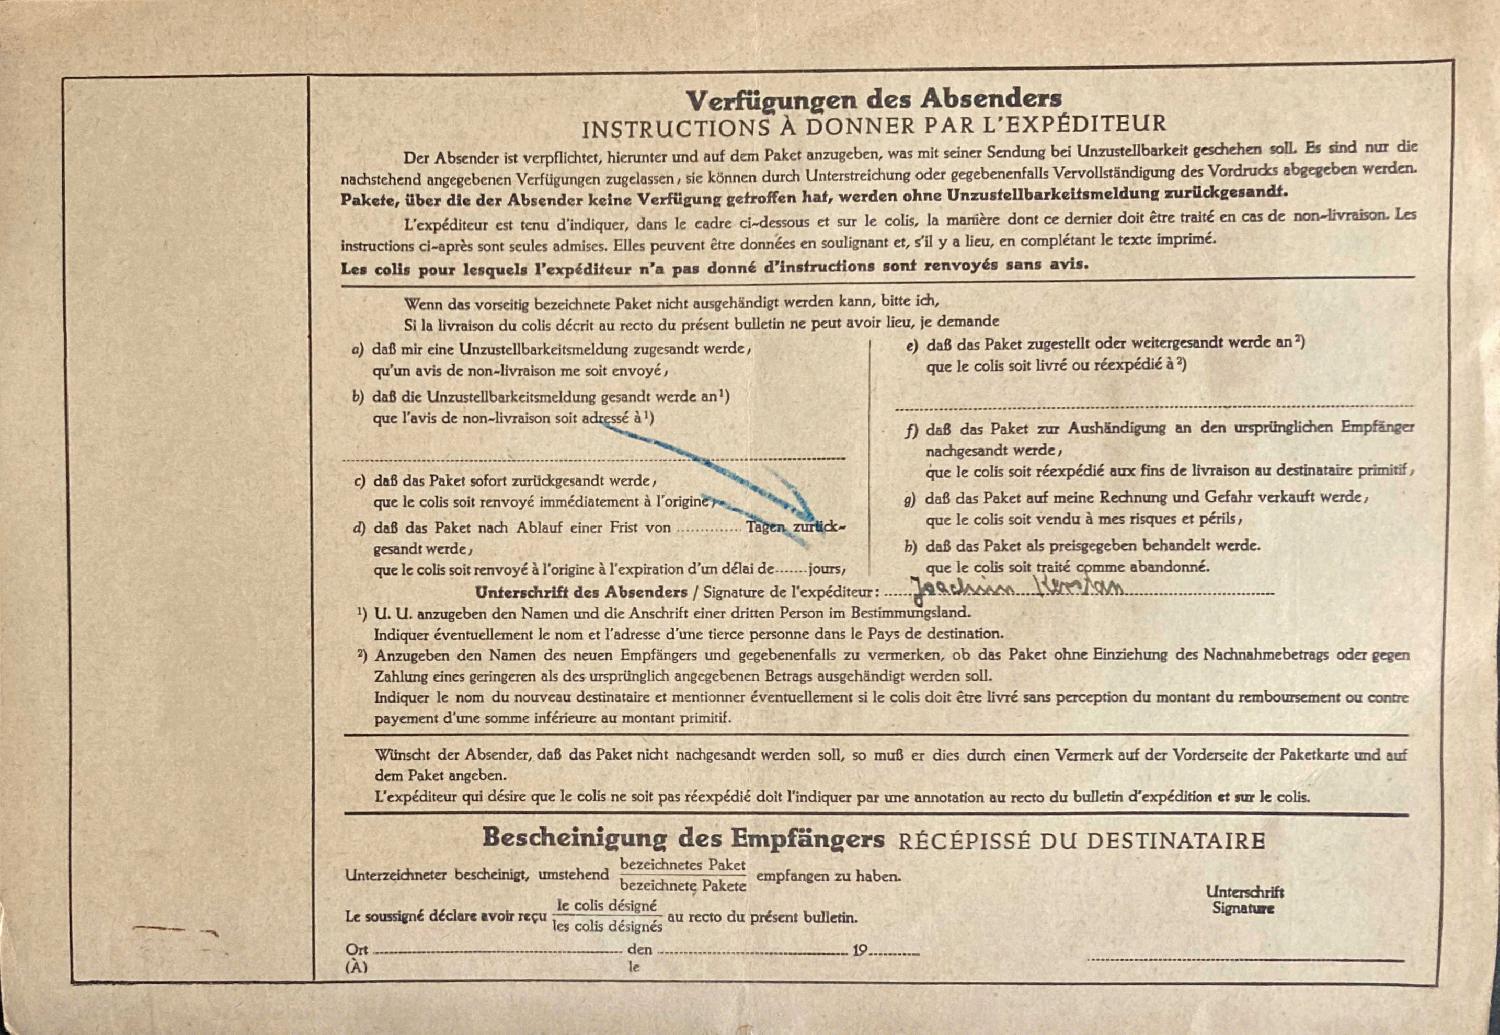 Verfügungen des Absenders
INSTRUCTIONS À DONNER PAR L'EXPÉDITEUR
Der Absender ist verpflichtet, hierunter und auf dem Paket anzugeben, was mit seiner Sendung bei Unzustellbarkeit geschehen soll. Es sind nur die
nachstehend angegebenen Verfügungen zugelassen, sie können durch Unterstreichung oder gegebenenfalls Vervollständigung des Vordrucks abgegeben werden.
Pakete, über die der Absender keine Verfügung getroffen hat, werden ohne Unzustellbarkeitsmeldung zurückgesandt.
L'expéditeur est tenu d'indiquer, dans le cadre ci-dessous et sur le colis, la manière dont ce dernier doit être traité en cas de non-livraison. Les
instructions ci-après sont seules admises. Elles peuvent être données en soulignant et, s'il y a lieu, en complétant le texte imprimé.
Les colis pour lesquels l'expéditeur n'a pas donné d'instructions sont renvoyés sans avis.
Wenn das vorseitig bezeichnete Paket nicht ausgehändigt werden kann, bitte ich,
Si la livraison du colis décrit au recto du présent bulletin ne peut avoir lieu, je demande
a) daß mir eine Unzustellbarkeitsmeldung zugesandt werde,
qu'un avis de non-livraison me soit envoyé,
b) daß die Unzustellbarkeitsmeldung gesandt werde an ¹)
que l'avis de non-livraison soit adressé à ¹)
c) daß das Paket sofort zurückgesandt werde,
que le colis soit renvoyé immédiatement à l'origine,
d) daß das Paket nach Ablauf einer Frist von ............ Tagen zurück-
gesandt werde,
que le colis soit renvoyé à l'origine à l'expiration d'un délai de.......jours,
e) daß das Paket zugestellt oder weitergesandt werde an ²)
que le colis soit livré ou réexpédié à ²)
f) daß das Paket zur Aushändigung an den ursprünglichen Empfänger
nachgesandt werde,
que le colis soit réexpédié aux fins de livraison au destinataire primitif,
g) daß das Paket auf meine Rechnung und Gefahr verkauft werde,
que le colis soit vendu à mes risques et périls,
h) daß das Paket als preisgegeben behandelt werde.
que le colis soit traité comme abandonné.
Unterschrift des Absenders / Signature de l'expéditeur: Joachim Kerstan
¹) U. U. anzugeben den Namen und die Anschrift einer dritten Person im Bestimmungsland.
Indiquer éventuellement le nom et l'adresse d'une tierce personne dans le Pays de destination.
²) Anzugeben den Namen des neuen Empfängers und gegebenenfalls zu vermerken, ob das Paket ohne Einziehung des Nachnahmebetrags oder gegen
Zahlung eines geringeren als des ursprünglich angegebenen Betrags ausgehändigt werden soll.
Indiquer le nom du nouveau destinataire et mentionner éventuellement si le colis doit être livré sans perception du montant du remboursement ou contre
payement d'une somme inférieure au montant primitif.
Wünscht der Absender, daß das Paket nicht nachgesandt werden soll, so muß er dies durch einen Vermerk auf der Vorderseite der Paketkarte und auf
dem Paket angeben.
L'expéditeur qui désire que le colis ne soit pas réexpédié doit l'indiquer par une annotation au recto du bulletin d'expédition et sur le colis.
Bescheinigung des Empfängers RÉCÉPISSÉ DU DESTINATAIRE
bezeichnetes Paket
Unterzeichneter bescheinigt, umstehend empfangen zu haben.
bezeichnete Pakete
le colis désigné
Le soussigné déclare avoir reçu au recto du présent bulletin.
les colis désignés
Unterschrift
Signature
Ort den 19
(À) le